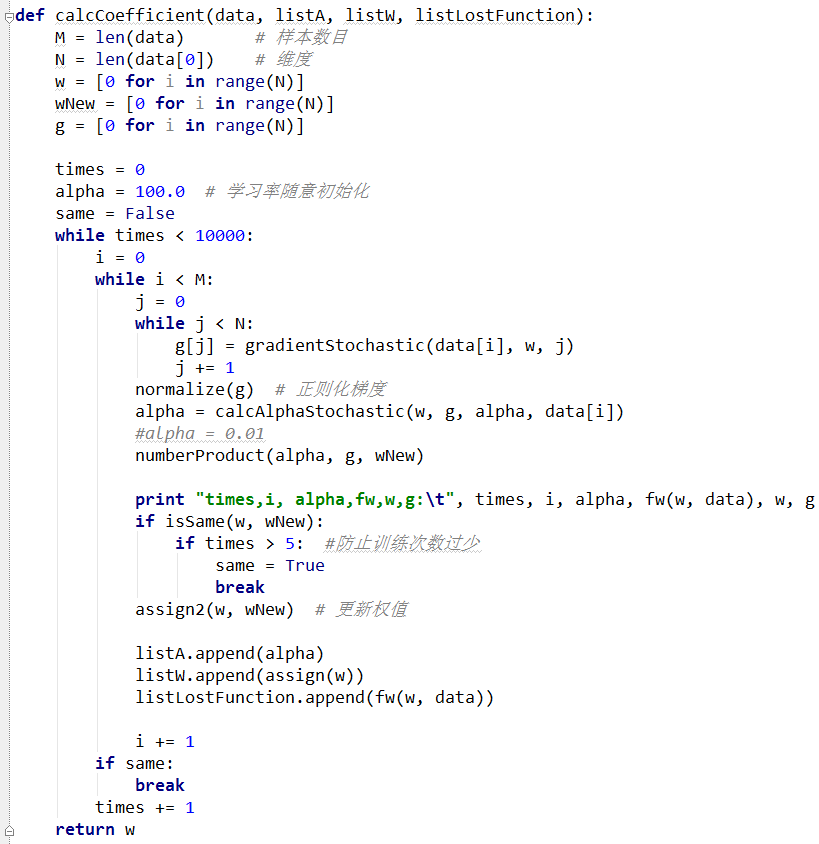 def calcCoefficient(data, listA, listW, listLostFunction):
    M = len(data)       # 样本数目
    N = len(data[0])    # 维度
    w = [0 for i in range(N)]
    wNew = [0 for i in range(N)]
    g = [0 for i in range(N)]

    times = 0
    alpha = 100.0  # 学习率随意初始化
    same = False
    while times < 10000:
        i = 0
        while i < M:
            j = 0
            while j < N:
                g[j] = gradientStochastic(data[i], w, j)
                j += 1
            normalize(g)  # 正则化梯度
            alpha = calcAlphaStochastic(w, g, alpha, data[i])
            #alpha = 0.01
            numberProduct(alpha, g, wNew)

            print "times,i, alpha,fw,w,g:\t", times, i, alpha, fw(w, data), w, g
            if isSame(w, wNew):
                if times > 5:  #防止训练次数过少
                    same = True
                    break
            assign2(w, wNew)  # 更新权值

            listA.append(alpha)
            listW.append(assign(w))
            listLostFunction.append(fw(w, data))

            i += 1
        if same:
            break
        times += 1
    return w